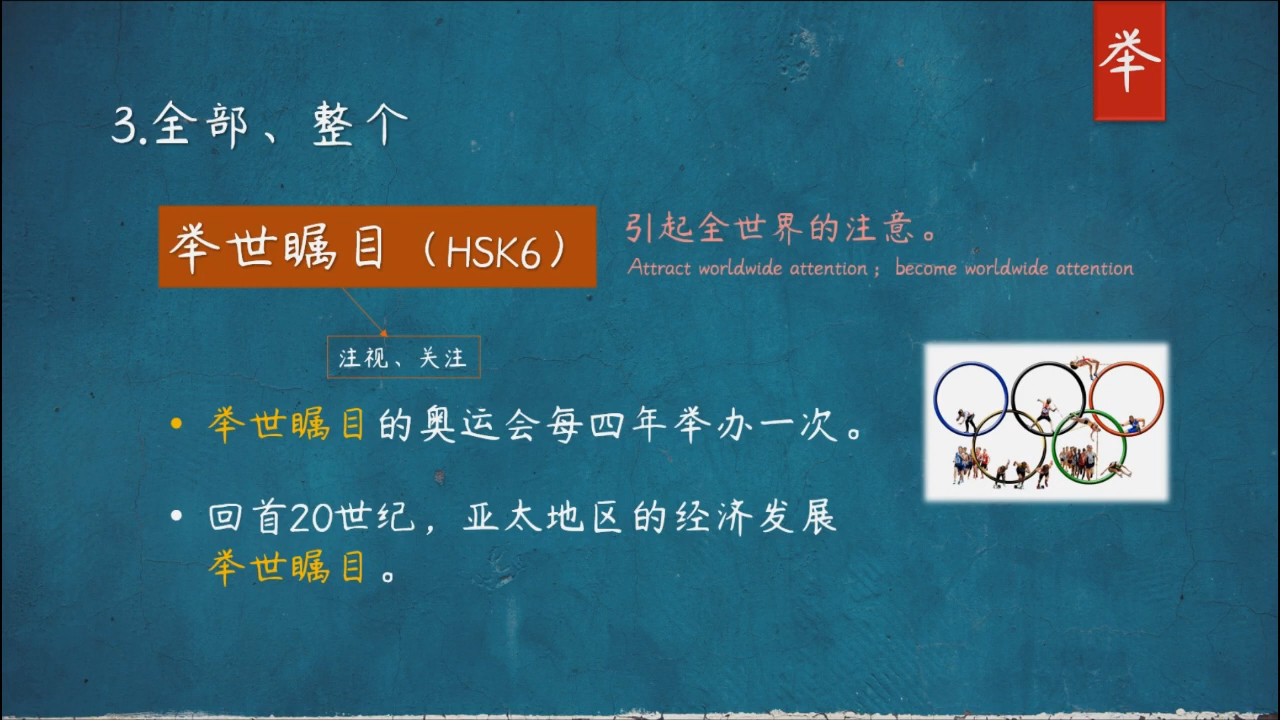 举
3.全部、整个
举世瞩目（HSK6）
引起全世界的注意。
Attract worldwide attention； become worldwide attention
注视、关注
• 举世瞩目的奥运会每四年举办一次。
• 回首20世纪，亚太地区的经济发展
举世瞩目。